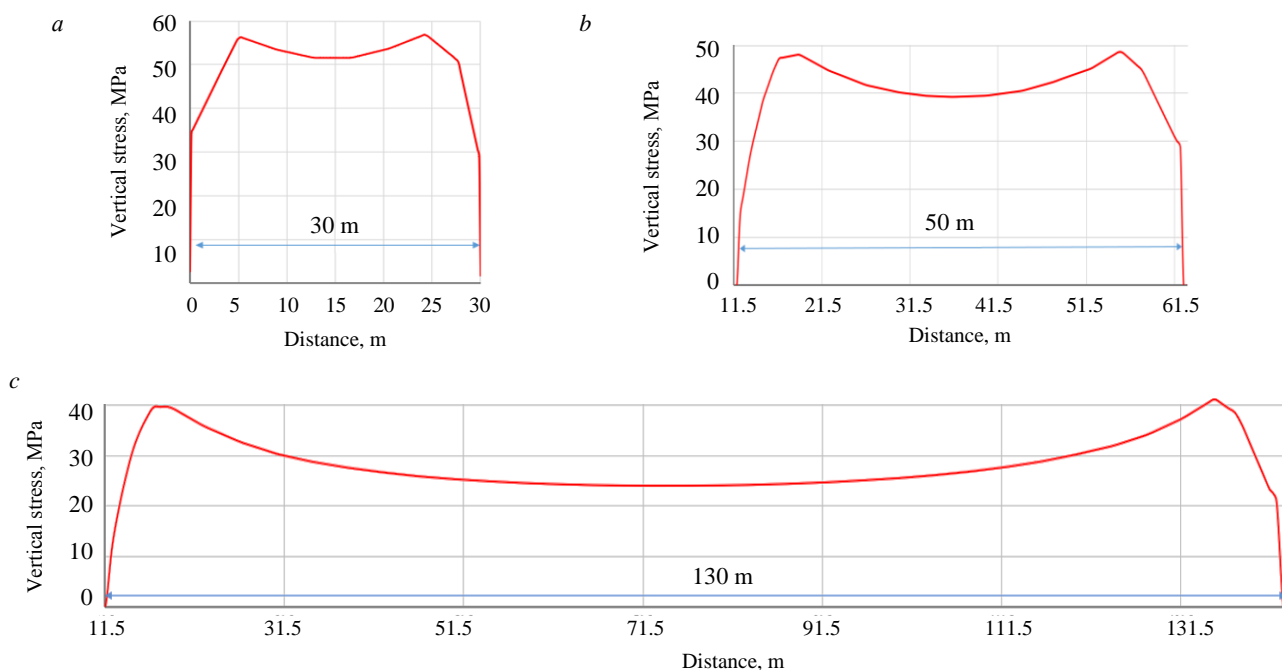 a
Vertical stress, MPa
60
50
40
30
20
10
30 m
0 5 10 15 20 25 30
Distance, m
b
Vertical stress, MPa
50
40
30
20
10
0
50 m
11.5 21.5 31.5 41.5 51.5 61.5
Distance, m
c
Vertical stress, MPa
40
30
20
10
0
130 m
11.5 31.5 51.5 71.5 91.5 111.5 131.5
Distance, m